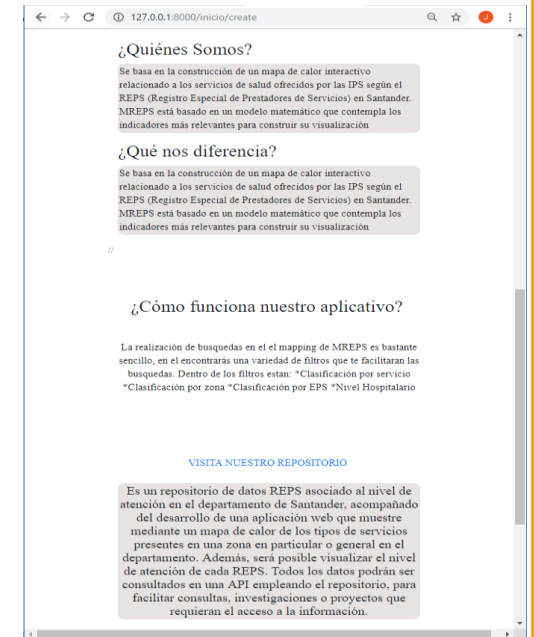 127.0.0.1:8000/inicio/create
J
¿Quiénes Somos?
Se basa en la construcción de un mapa de calor interactivo
relacionado a los servicios de salud ofrecidos por las IPS según el
REPS (Registro Especial de Prestadores de Servicios) en Santander.
MREPS está basado en un modelo matemático que contempla los
indicadores más relevantes para construir su visualización
¿Qué nos diferencia?
Se basa en la construcción de un mapa de calor interactivo
relacionado a los servicios de salud ofrecidos por las IPS según el
REPS (Registro Especial de Prestadores de Servicios) en Santander.
MREPS está basado en un modelo matemático que contempla los
indicadores más relevantes para construir su visualización
//
¿Cómo funciona nuestro aplicativo?
La realización de busquedas en el el mapping de MREPS es bastante
sencillo, en el encontrarás una variedad de filtros que te facilitaran las
busquedas. Dentro de los filtros estan: *Clasificación por servicio
*Clasificación por zona *Clasificación por EPS *Nivel Hospitalario
VISITA NUESTRO REPOSITORIO
Es un repositorio de datos REPS asociado al nivel de
atención en el departamento de Santander, acompañado
del desarrollo de una aplicación web que muestre
mediante un mapa de calor de los tipos de servicios
presentes en una zona en particular o general en el
departamento. Además, será posible visualizar el nivel
de atención de cada REPS. Todos los datos podrán ser
consultados en una API empleando el repositorio, para
facilitar consultas, investigaciones o proyectos que
requieran el acceso a la información.